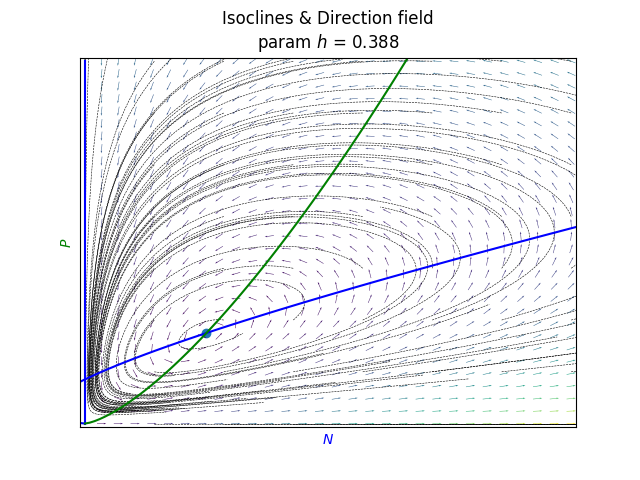 Isoclines & Direction field
param h = 0.388
P
N